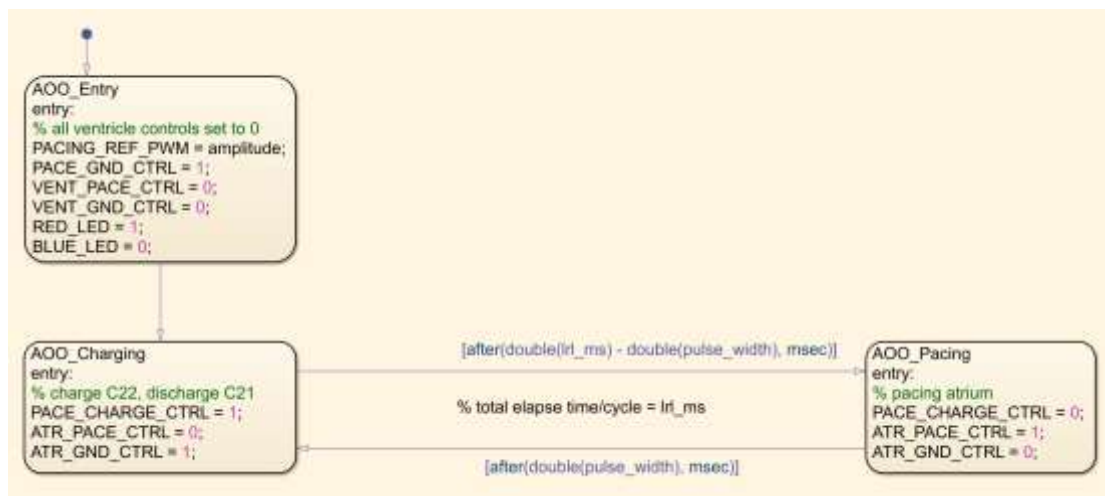 AOO_Entry
entry:
% all ventricle controls set to 0
PACING_REF_PWM = amplitude;
PACE_GND_CTRL = 1;
VENT_PACE_CTRL = 0;
VENT_GND_CTRL = 0;
RED_LED = 1;
BLUE_LED = 0;
AOO_Charging
entry:
% charge C22, discharge C21
PACE_CHARGE_CTRL = 1;
ATR_PACE_CTRL = 0;
ATR_GND_CTRL = 1;
[after(double(lrl_ms) - double(pulse_width), msec)]
% total elapse time/cycle = lrl_ms
[after(double(pulse_width), msec)]
AOO_Pacing
entry:
% pacing atrium
PACE_CHARGE_CTRL = 0;
ATR_PACE_CTRL = 1;
ATR_GND_CTRL = 0;